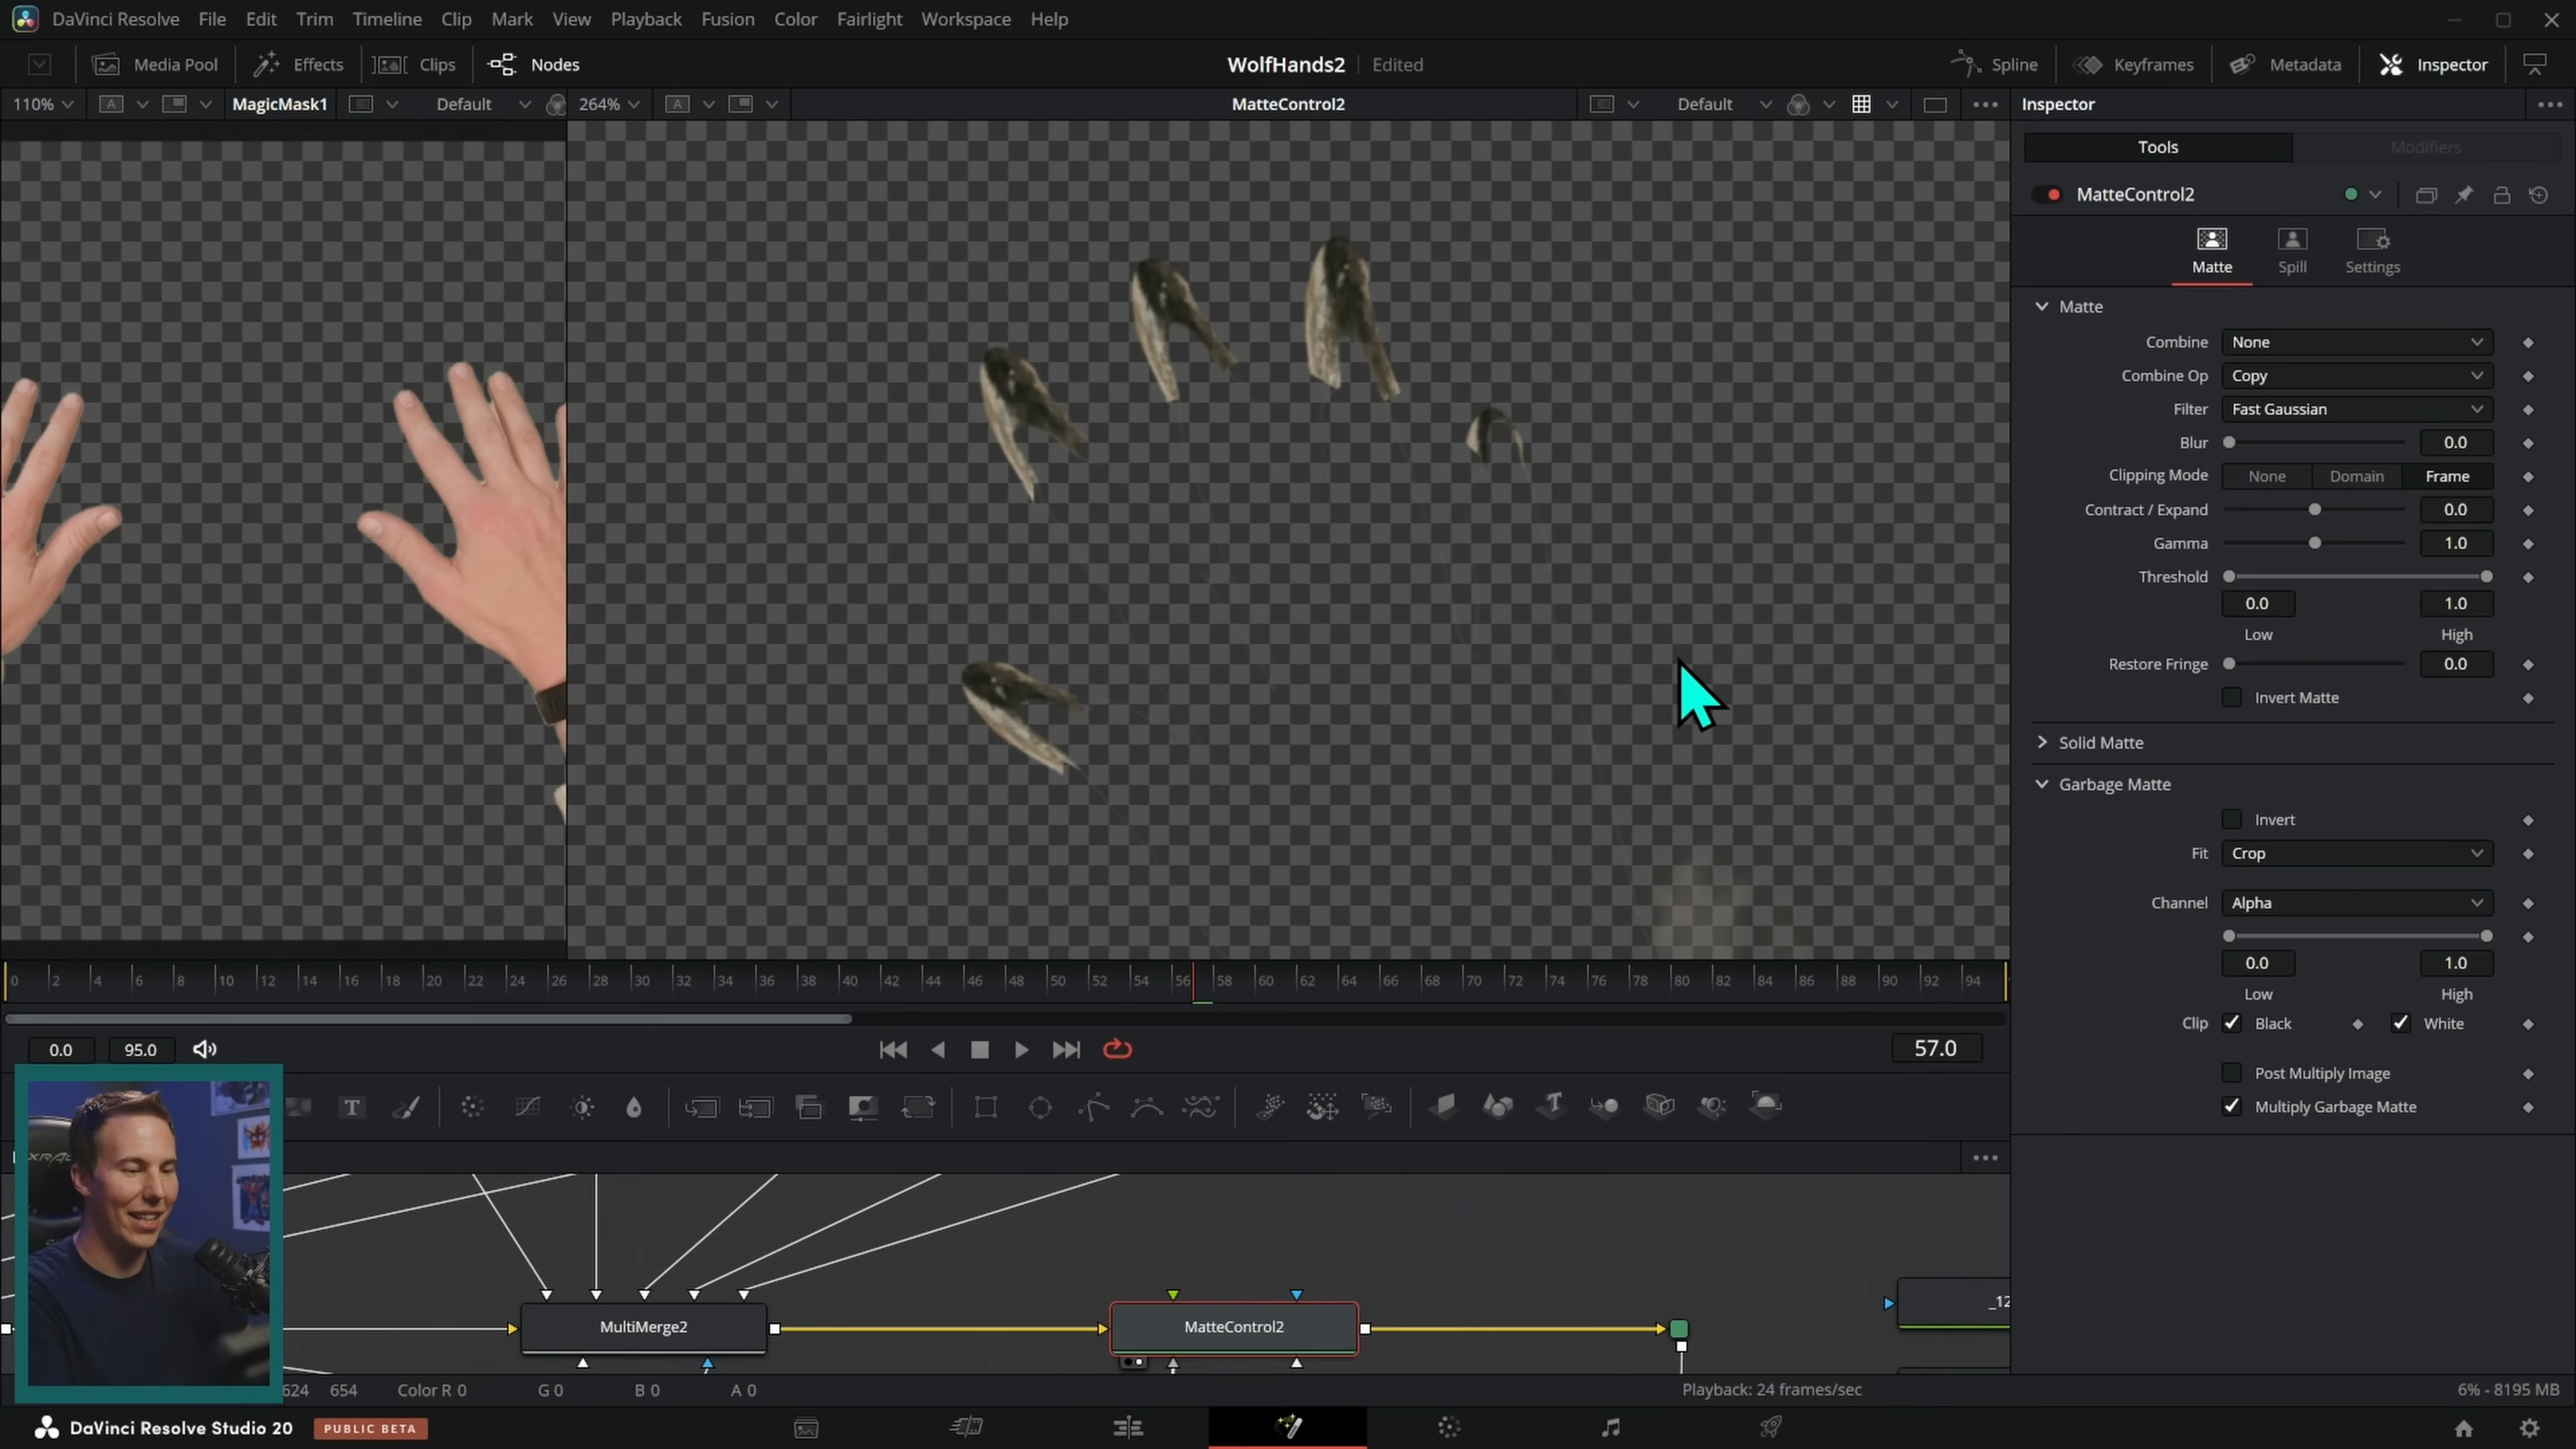 DaVinci Resolve File Edit Trim Timeline Clip Mark View Playback Fusion Color Fairlight Workspace Help
Media Pool Effects Clips Nodes WolfHands2 Edited Spline Keyframes Metadata Inspector
110% A MagicMask1 Default 264% A MatteControl2 Default Inspector
Tools Modifiers
MatteControl2
Matte Spill Settings
Matte
Combine None
Combine Op Copy
Filter Fast Gaussian
Blur 0.0
Clipping Mode None Domain Frame
Contract / Expand 0.0
Gamma 1.0
Threshold
0.0 1.0
Low High
Restore Fringe 0.0
Invert Matte
Solid Matte
Garbage Matte
Invert
Fit Crop
Channel Alpha
0.0 1.0
Low High
Clip Black White
Post Multiply Image
Multiply Garbage Matte
0 2 4 6 8 10 12 14 16 18 20 22 24 26 28 30 32 34 36 38 40 42 44 46 48 50 52 54 56 58 60 62 64 66 68 70 72 74 76 78 80 82 84 86 88 90 92 94
0.0 95.0 57.0
T T
MultiMerge2 MatteControl2 _12
624 654 Color R 0 G 0 B 0 A 0 Playback: 24 frames/sec 6% - 8195 MB
DaVinci Resolve Studio 20 PUBLIC BETA